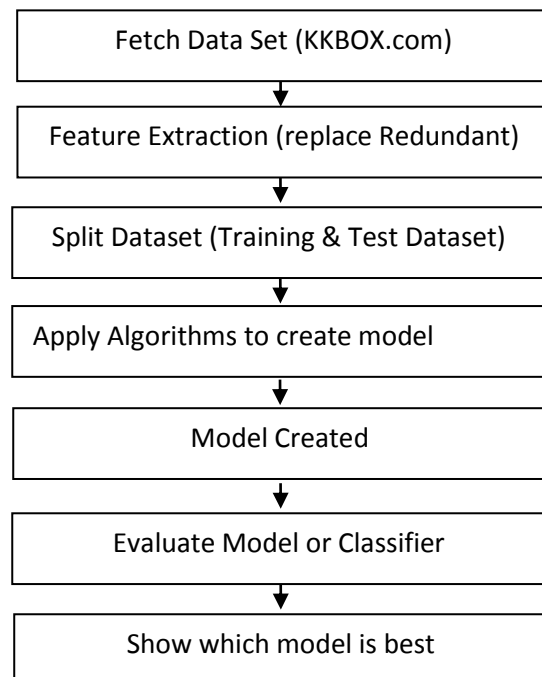 Fetch Data Set (KKBOX.com)
Feature Extraction (replace Redundant)
Split Dataset (Training & Test Dataset)
Apply Algorithms to create model
Model Created
Evaluate Model or Classifier
Show which model is best